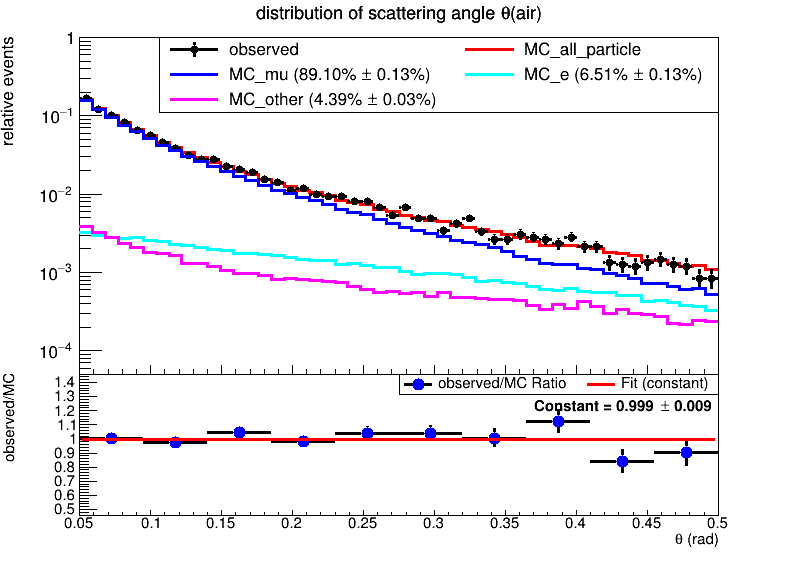 distribution of scattering angle θ(air)
relative events
observed
MC_all_particle
MC_mu (89.10% ± 0.13%)
MC_e (6.51% ± 0.13%)
MC_other (4.39% ± 0.03%)
1
10⁻¹
10⁻²
10⁻³
10⁻⁴
observed/MC
observed/MC Ratio
Fit (constant)
Constant = 0.999 ± 0.009
1.4
1.3
1.2
1.1
1
0.9
0.8
0.7
0.6
0.5
0.05 0.1 0.15 0.2 0.25 0.3 0.35 0.4 0.45 0.5
θ (rad)